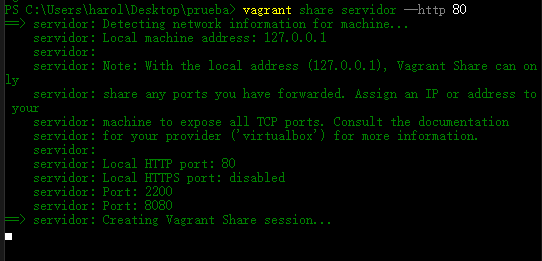 PS C:\Users\harol\Desktop\prueba> vagrant share servidor --http 80
==> servidor: Detecting network information for machine...
    servidor: Local machine address: 127.0.0.1
    servidor:
    servidor: Note: With the local address (127.0.0.1), Vagrant Share can on
ly
    servidor: share any ports you have forwarded. Assign an IP or address to
 your
    servidor: machine to expose all TCP ports. Consult the documentation
    servidor: for your provider ('virtualbox') for more information.
    servidor:
    servidor: Local HTTP port: 80
    servidor: Local HTTPS port: disabled
    servidor: Port: 2200
    servidor: Port: 8080
==> servidor: Creating Vagrant Share session...